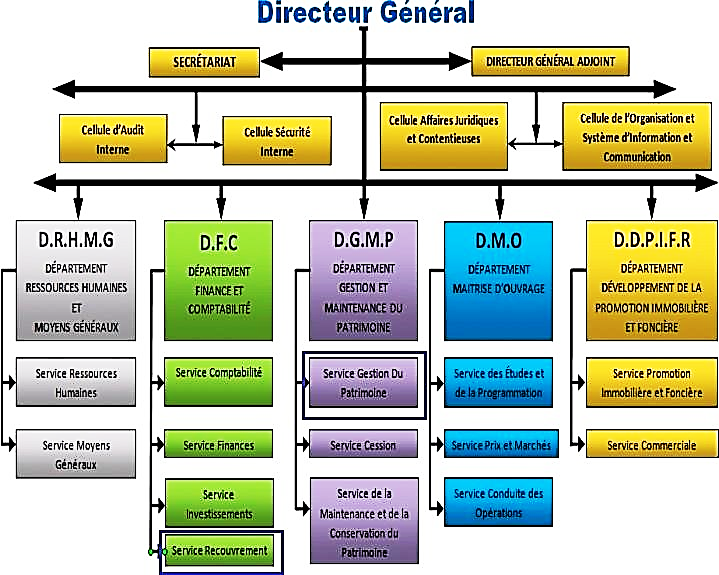 Directeur Général
SECRÉTARIAT
DIRECTEUR GÉNÉRAL ADJOINT
Cellule d'Audit
Interne
Cellule Sécurité
Interne
Cellule Affaires Juridiques
et Contentieuses
Cellule de l'Organisation et
Système d'Information et
Communication
D.R.H.M.G
DÉPARTEMENT
RESSOURCES HUMAINES
ET
MOYENS GÉNÉRAUX
Service Ressources
Humaines
Service Moyens
Généraux
D.F.C
DÉPARTEMENT
FINANCE ET
COMPTABILITÉ
Service Comptabilité
Service Finances
Service
Investissements
Service Recouvrement
D.G.M.P
DÉPARTEMENT
GESTION ET
MAINTENANCE DU
PATRIMOINE
Service Gestion Du
Patrimoine
Service Cession
Service de la
Maintenance et de la
Conservation du
Patrimoine
D.M.O
DÉPARTEMENT
MAITRISE D'OUVRAGE
Service des Études et
de la Programmation
Service Prix et Marchés
Service Conduite des
Opérations
D.D.P.I.F.R
DÉPARTEMENT
DÉVELOPPEMENT DE LA
PROMOTION IMMOBILIÈRE
ET FONCIÈRE
Service Promotion
Immobilière et Foncière
Service Commerciale